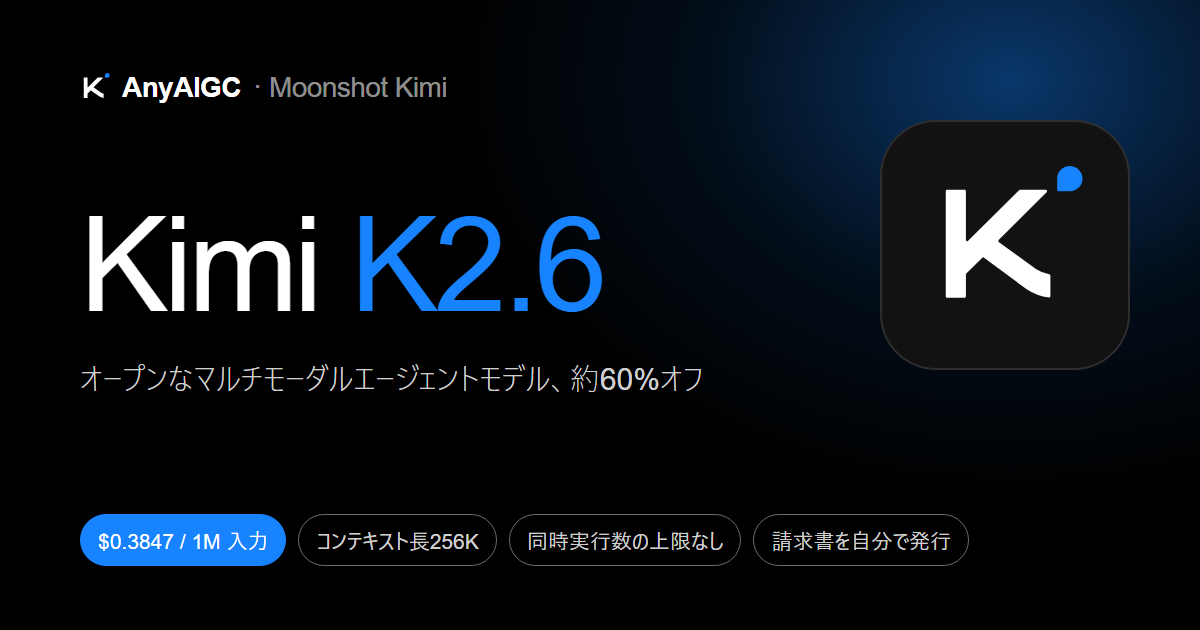 AnyAIGC · Moonshot Kimi
Kimi K2.6
オープンなマルチモーダルエージェントモデル、約60%オフ
$0.3847 / 1M 入力
コンテキスト長256K
同時実行数の上限なし
請求書を自分で発行